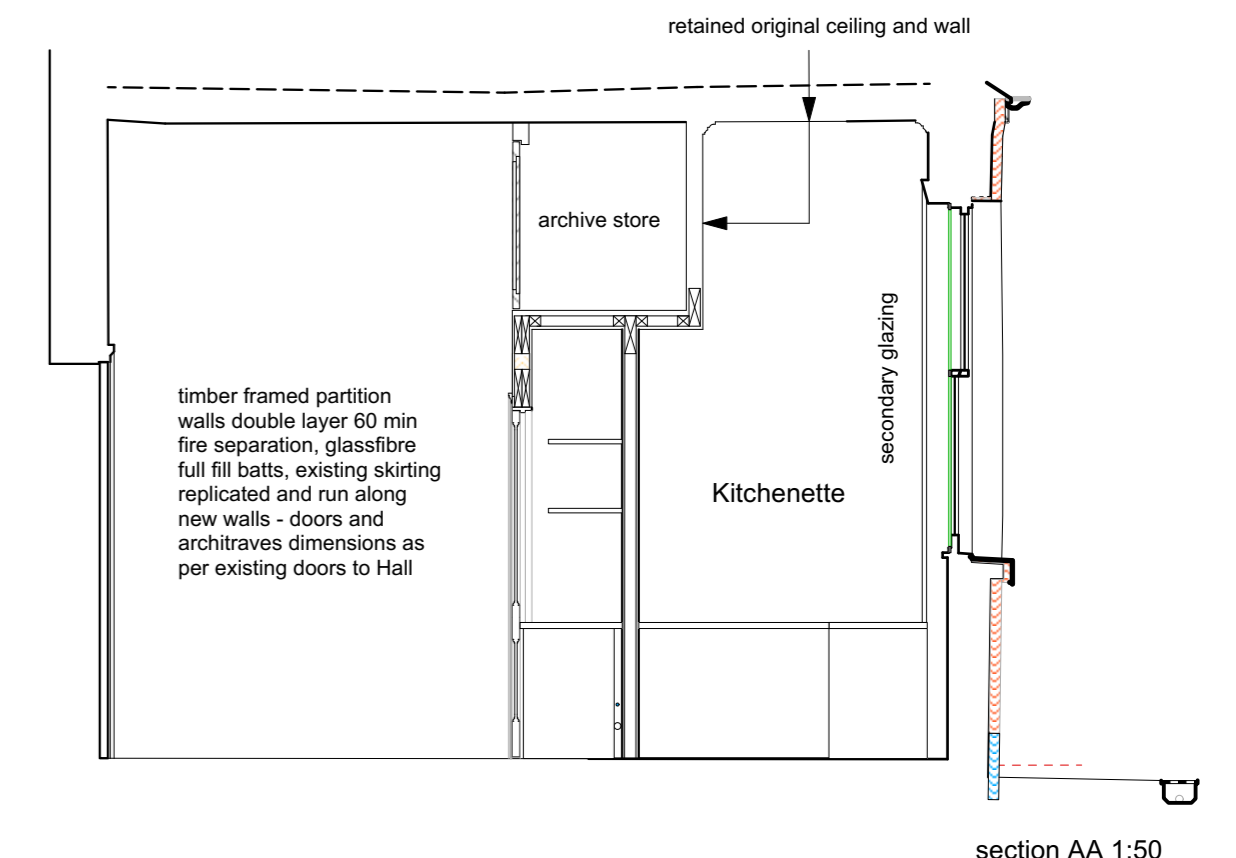 retained original ceiling and wall
archive store
secondary glazing
timber framed partition
walls double layer 60 min
fire separation, glassfibre
full fill batts, existing skirting
replicated and run along
new walls - doors and
architraves dimensions as
per existing doors to Hall
Kitchenette
section AA 1:50